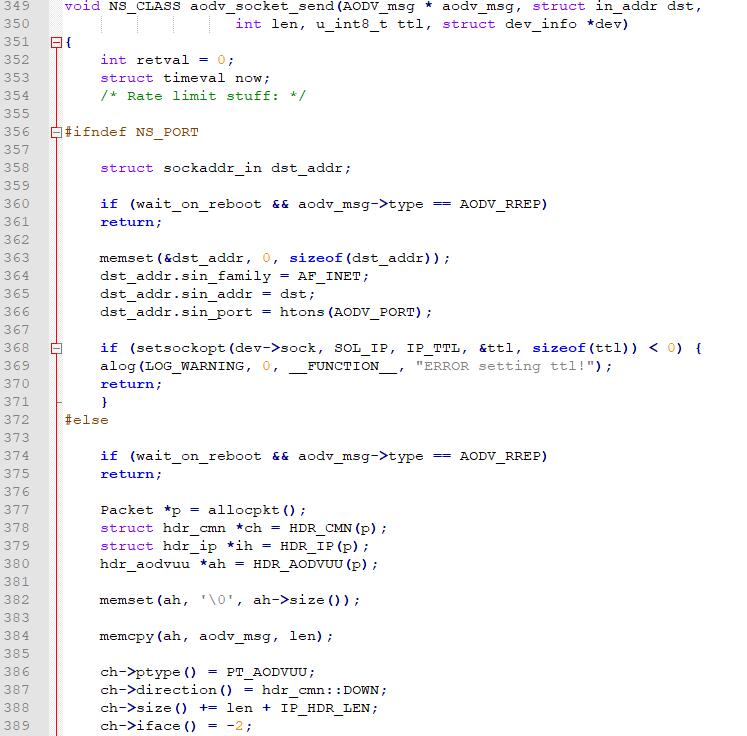 349 void NS_CLASS aodv_socket_send(AODV_msg * aodv_msg, struct in_addr dst,
350                    int len, u_int8_t ttl, struct dev_info *dev)
351 {
352     int retval = 0;
353     struct timeval now;
354     /* Rate limit stuff: */
355
356 #ifndef NS_PORT
357
358     struct sockaddr_in dst_addr;
359
360     if (wait_on_reboot && aodv_msg->type == AODV_RREP)
361     return;
362
363     memset(&dst_addr, 0, sizeof(dst_addr));
364     dst_addr.sin_family = AF_INET;
365     dst_addr.sin_addr = dst;
366     dst_addr.sin_port = htons(AODV_PORT);
367
368     if (setsockopt(dev->sock, SOL_IP, IP_TTL, &ttl, sizeof(ttl)) < 0) {
369     alog(LOG_WARNING, 0, __FUNCTION__, "ERROR setting ttl!");
370     return;
371     }
372 #else
373
374     if (wait_on_reboot && aodv_msg->type == AODV_RREP)
375     return;
376
377     Packet *p = allocpkt();
378     struct hdr_cmn *ch = HDR_CMN(p);
379     struct hdr_ip *ih = HDR_IP(p);
380     hdr_aodvuu *ah = HDR_AODVUU(p);
381
382     memset(ah, '\0', ah->size());
383
384     memcpy(ah, aodv_msg, len);
385
386     ch->ptype() = PT_AODVUU;
387     ch->direction() = hdr_cmn::DOWN;
388     ch->size() += len + IP_HDR_LEN;
389     ch->iface() = -2;